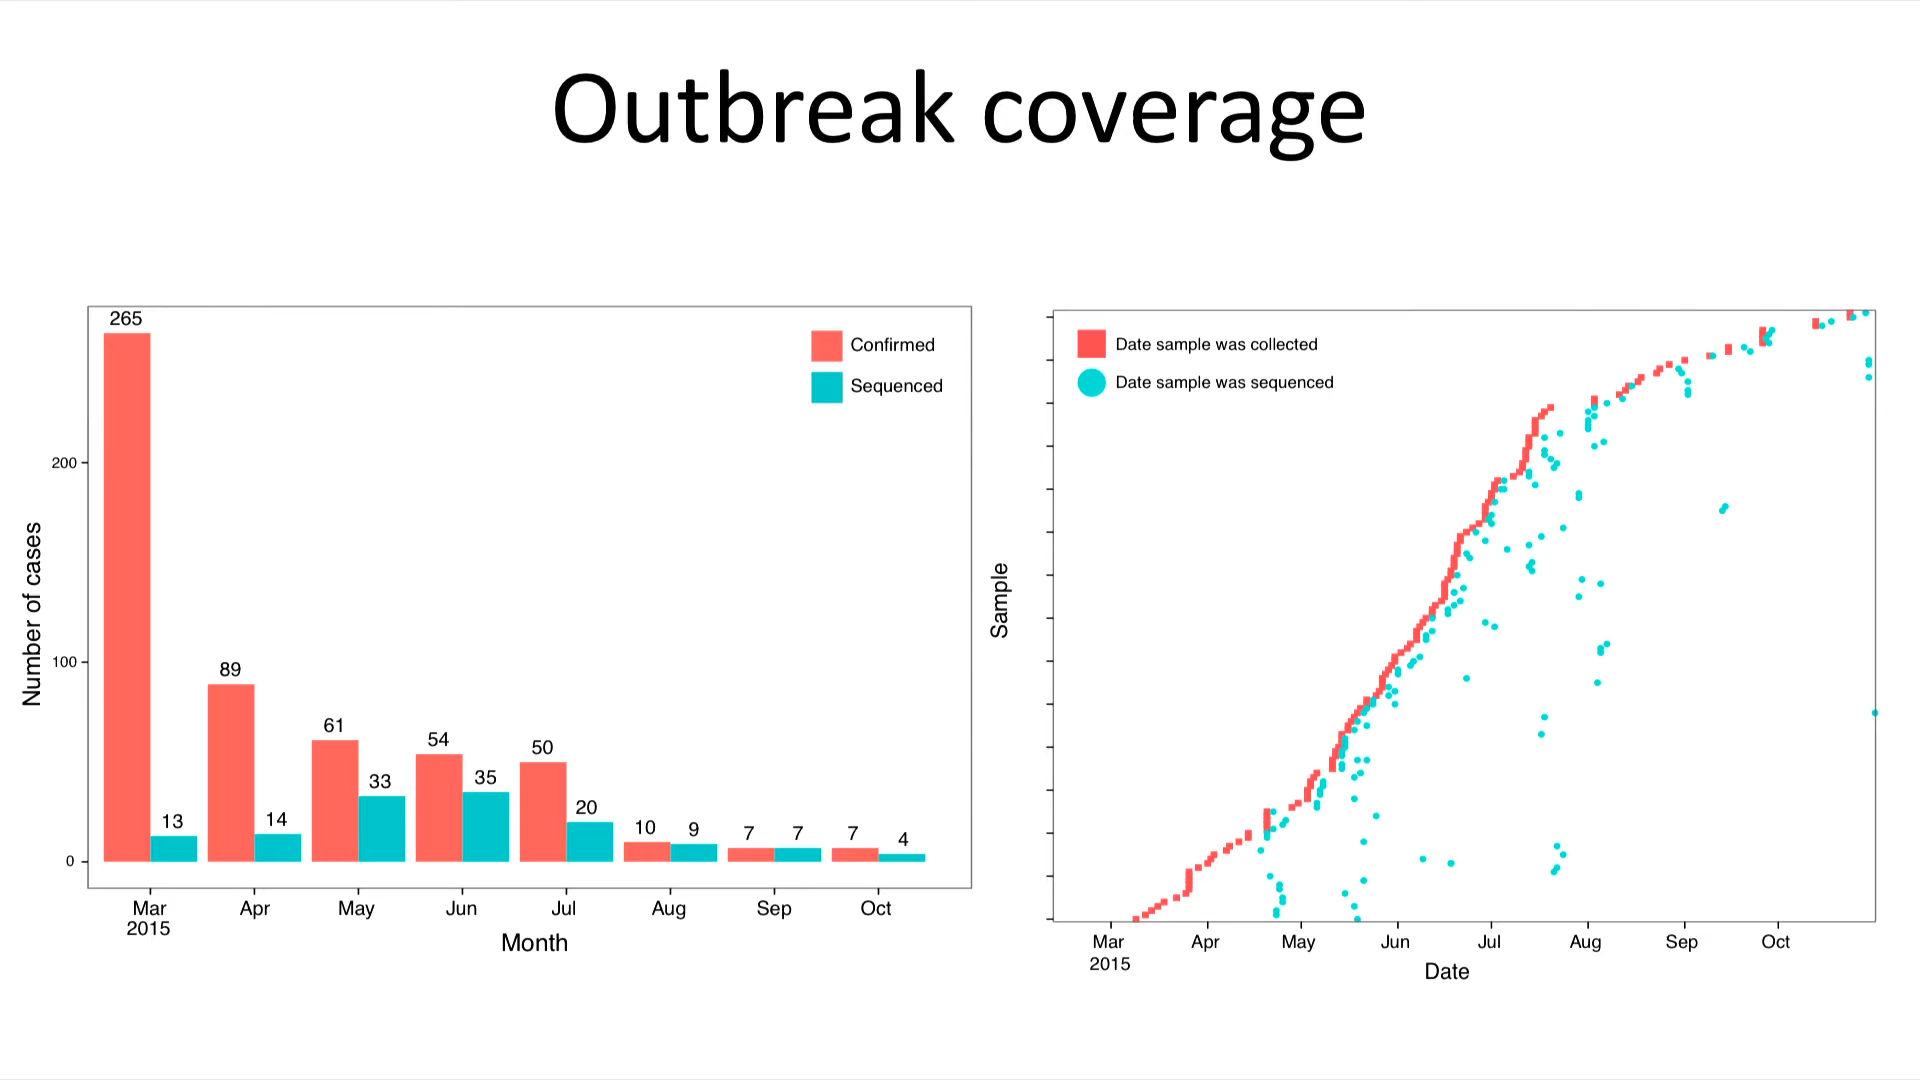 Outbreak coverage
265
89
61
54
50
10
7
7
13
14
33
35
20
9
7
4
Confirmed
Sequenced
200
100
0
Number of cases
Mar
2015
Apr
May
Jun
Jul
Aug
Sep
Oct
Month
Date sample was collected
Date sample was sequenced
Sample
Mar
2015
Apr
May
Jun
Jul
Aug
Sep
Oct
Date